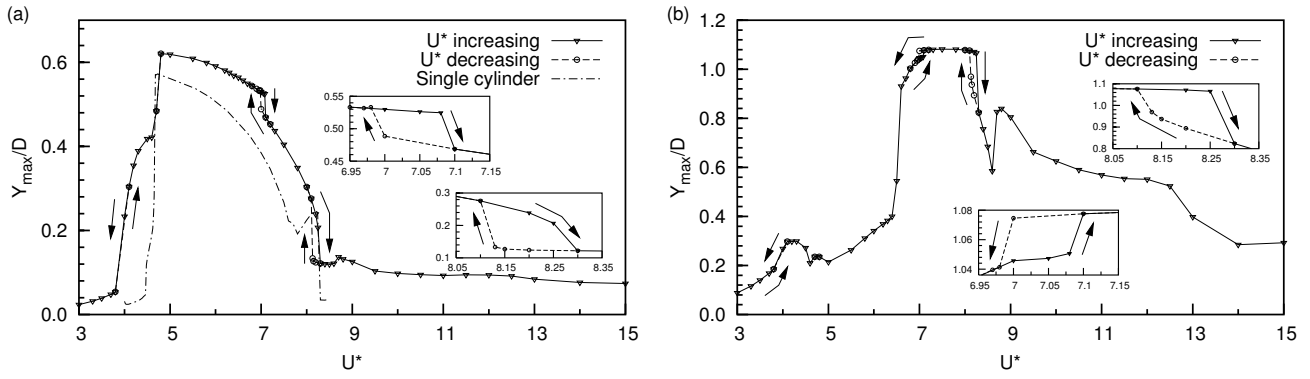 (a)
U* increasing
U* decreasing
Single cylinder
Y_max/D
0.6
0.4
0.2
0.0
3 5 7 9 11 13 15
U*
0.55
0.50
0.45
6.95 7 7.05 7.1 7.15
0.3
0.2
0.1
8.05 8.15 8.25 8.35
(b)
U* increasing
U* decreasing
Y_max/D
1.2
1.0
0.8
0.6
0.4
0.2
0.0
3 5 7 9 11 13 15
U*
1.1
1.0
0.9
0.8
8.05 8.15 8.25 8.35
1.08
1.06
1.04
6.95 7 7.05 7.1 7.15